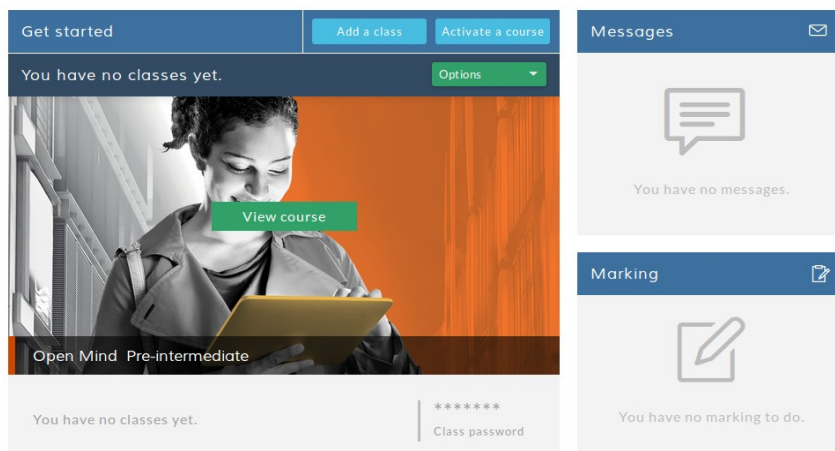 Get started
Add a class
Activate a course
You have no classes yet.
Options
View course
Open Mind Pre-intermediate
You have no classes yet.
*******
Class password
Messages
You have no messages.
Marking
You have no marking to do.